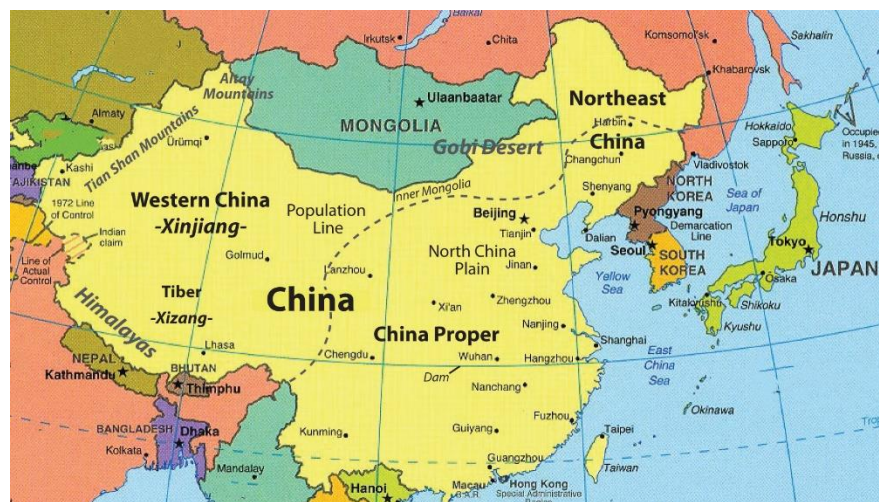 Baikal
Irkutsk
Chita
Komsomol'sk
Sakhalin
Khabarovsk
Altay
Mountains
Ulaanbaatar
MONGOLIA
Gobi Desert
Northeast
China
Harbin
Changchun
Hokkaido
Sapporo
Occupied
in 1945,
Russia,
Almaty
Ürümqi
Tian Shan Mountains
Kashi
AJIKISTAN
1972 Line
of Control
Indian
claim
Line of
Actual
Control
Western China
-Xinjiang-
Population
Line
Inner Mongolia
Shenyang
Vladivostok
NORTH
KOREA
Sea of
Japan
Pyongyang
Demarcation
Line
Honshu
Beijing
Tianjin
Dalian
Seoul
SOUTH
KOREA
Tokyo
JAPAN
Osaka
Golmud
Lanzhou
North China
Plain
Jinan
Yellow
Sea
Kitakyushu
Shikoku
Kyushu
Tiber
-Xizang-
China
Xi'an
Zhengzhou
China Proper
Nanjing
Shanghai
Himalayas
Lhasa
Chengdu
Wuhan
Hangzhou
Dam
Nanchang
East
China
Sea
NEPAL
Kathmandu
BHUTAN
Thimphu
Okinawa
BANGLADESH
Dhaka
Kolkata
Mandalay
Kunming
Guiyang
Fuzhou
Taipei
Taiwan
Guangzhou
Hanoi
Macau
S.A.R.
Hong Kong
Special Administrative